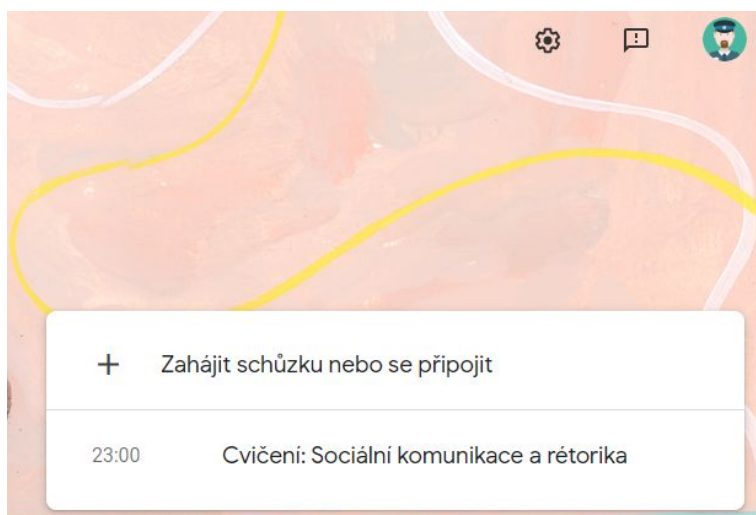 Zahájit schůzku nebo se připojit
23:00 Cvičení: Sociální komunikace a rétorika